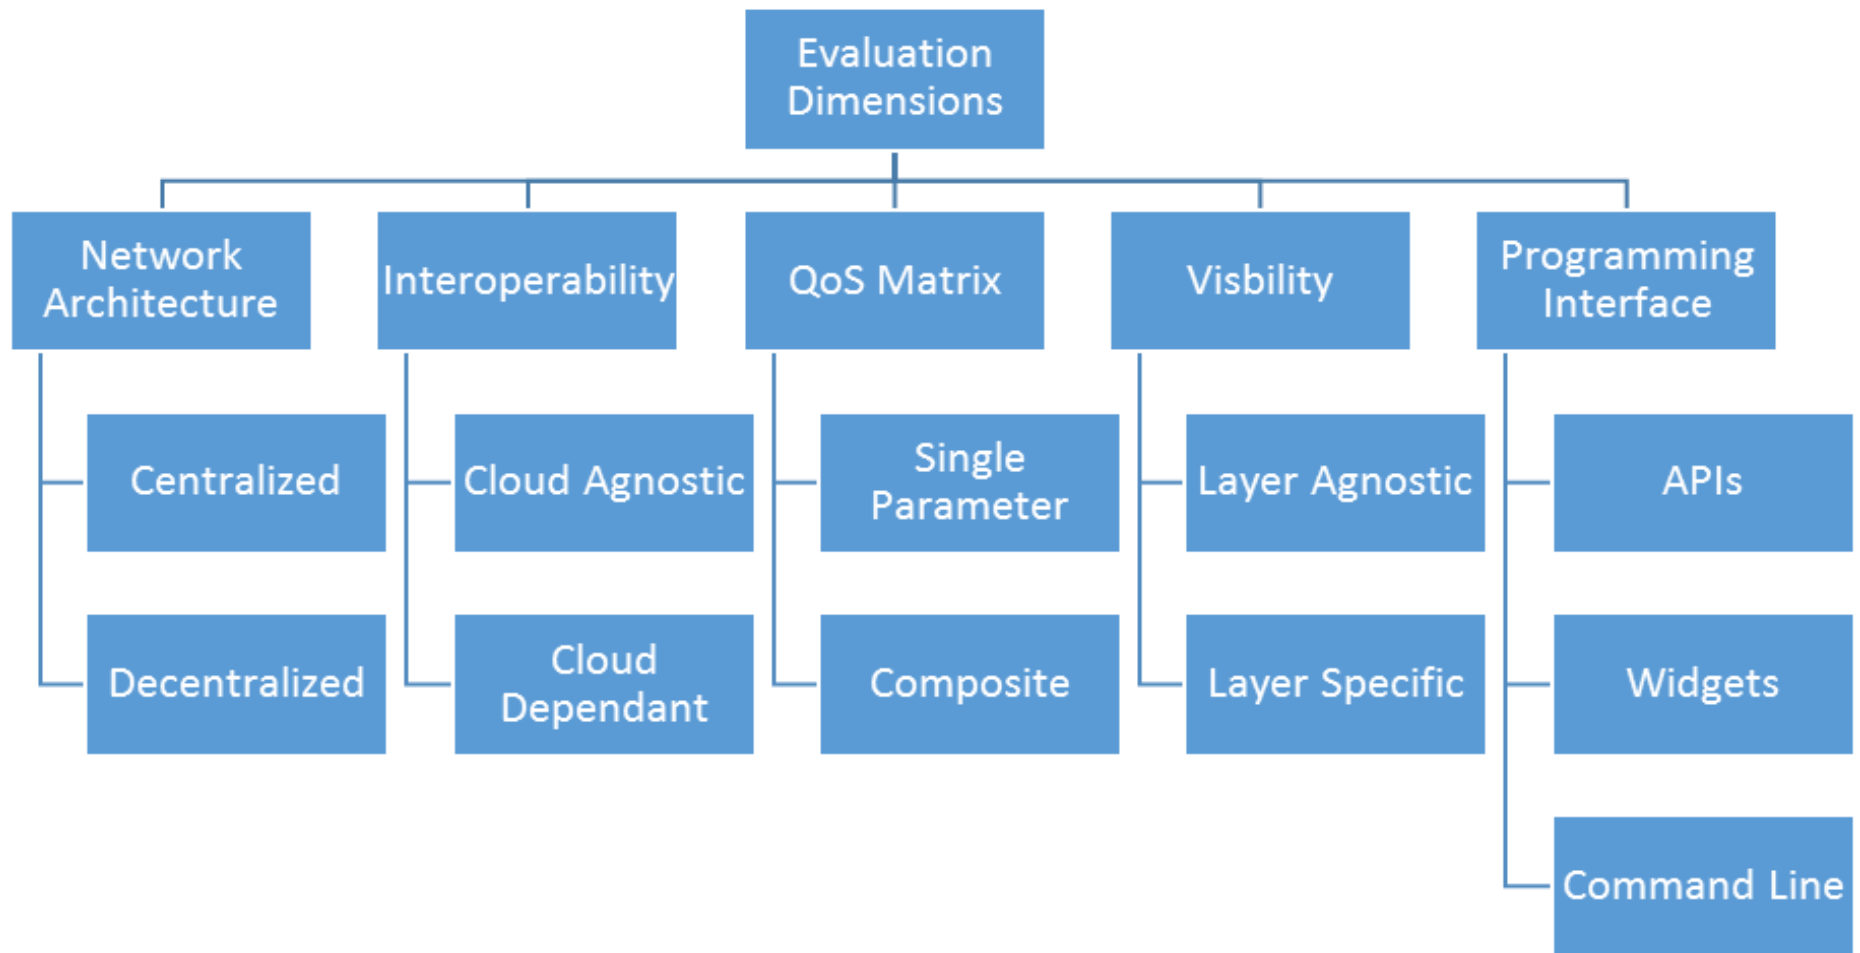 Evaluation
Dimensions
Network
Architecture
Interoperability
QoS Matrix
Visbility
Programming
Interface
Centralized
Cloud Agnostic
Single
Parameter
Layer Agnostic
APIs
Decentralized
Cloud
Dependant
Composite
Layer Specific
Widgets
Command Line